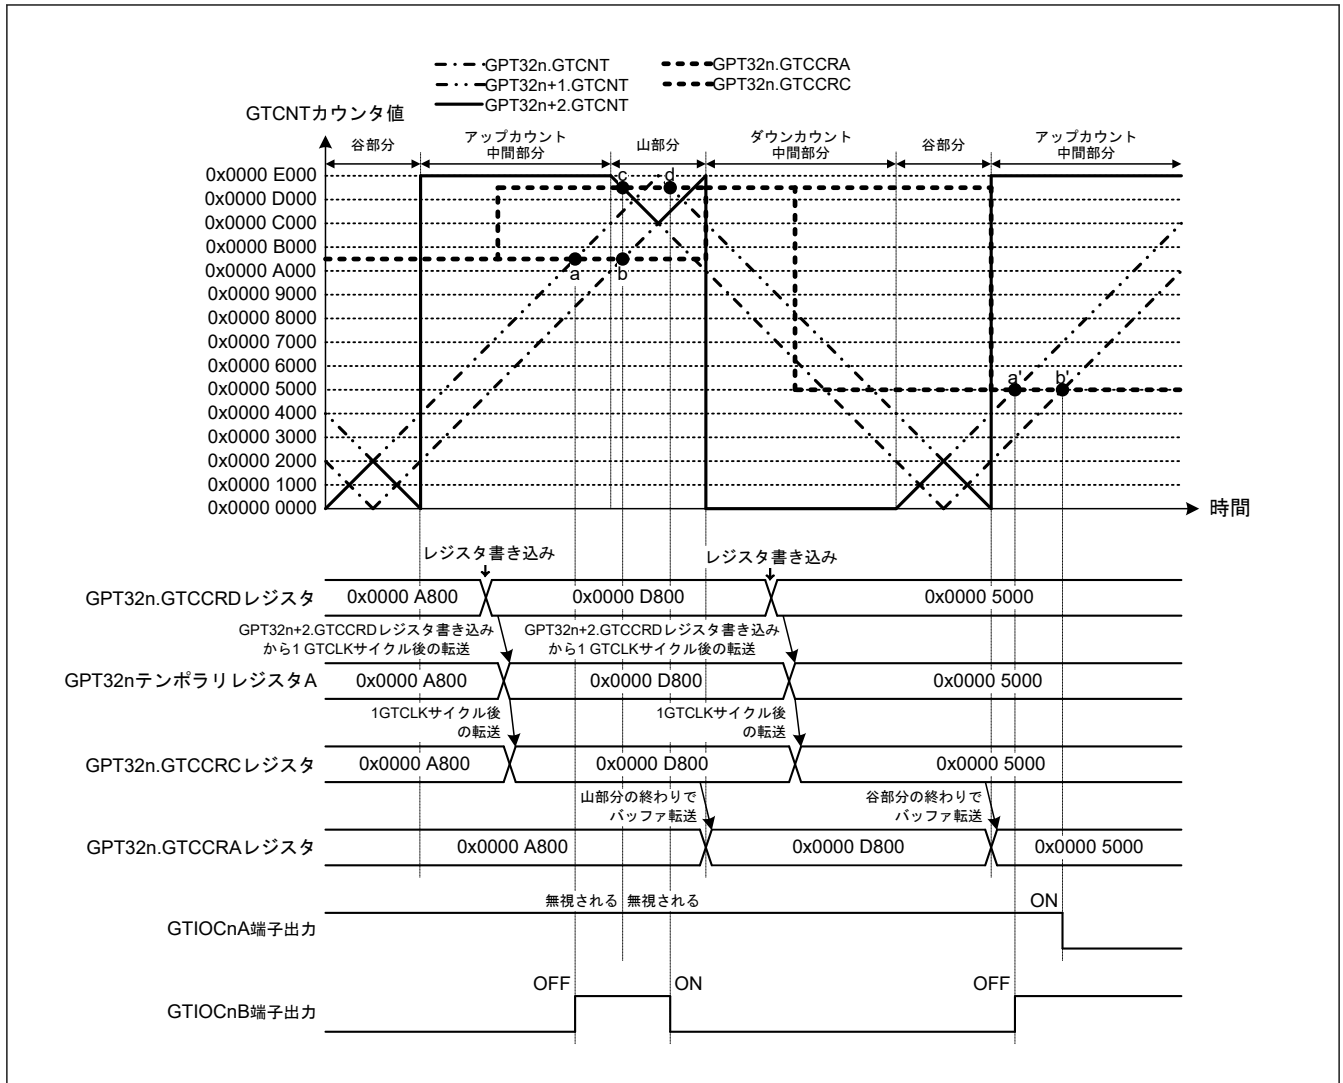 GPT32n.GTCNT
GPT32n+1.GTCNT
GPT32n+2.GTCNT
GPT32n.GTCCRA
GPT32n.GTCCRC
GTCNTカウンタ値
谷部分
アップカウント
中間部分
山部分
ダウンカウント
中間部分
谷部分
アップカウント
中間部分
0x0000 E000
0x0000 D000
0x0000 C000
0x0000 B000
0x0000 A000
0x0000 9000
0x0000 8000
0x0000 7000
0x0000 6000
0x0000 5000
0x0000 4000
0x0000 3000
0x0000 2000
0x0000 1000
0x0000 0000
c
d
a
b
a'
b'
時間
レジスタ書き込み
レジスタ書き込み
GPT32n.GTCCRDレジスタ
0x0000 A800
0x0000 D800
0x0000 5000
GPT32n+2.GTCCRDレジスタ書き込み
から1 GTCLKサイクル後の転送
GPT32n+2.GTCCRDレジスタ書き込み
から1 GTCLKサイクル後の転送
GPT32nテンポラリレジスタA
0x0000 A800
0x0000 D800
0x0000 5000
1GTCLKサイクル後
の転送
1GTCLKサイクル後
の転送
GPT32n.GTCCRCレジスタ
0x0000 A800
0x0000 D800
0x0000 5000
山部分の終わりで
バッファ転送
谷部分の終わりで
バッファ転送
GPT32n.GTCCRAレジスタ
0x0000 A800
0x0000 D800
0x0000 5000
無視される
無視される
ON
GTIOCnA端子出力
OFF
ON
OFF
GTIOCnB端子出力